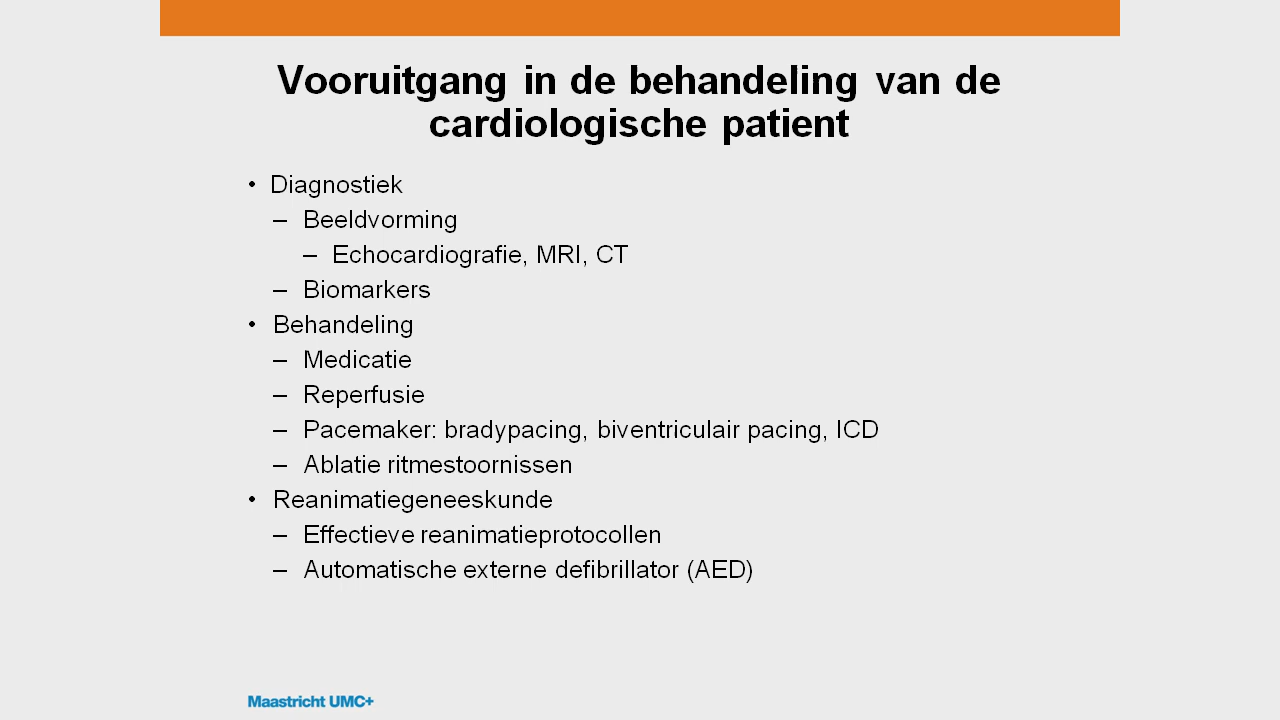 Vooruitgang in de behandeling van de
cardiologische patient
• Diagnostiek
– Beeldvorming
– Echocardiografie, MRI, CT
– Biomarkers
• Behandeling
– Medicatie
– Reperfusie
– Pacemaker: bradypacing, biventriculair pacing, ICD
– Ablatie ritmestoornissen
• Reanimatiegeneeskunde
– Effectieve reanimatieprotocollen
– Automatische externe defibrillator (AED)
Maastricht UMC+